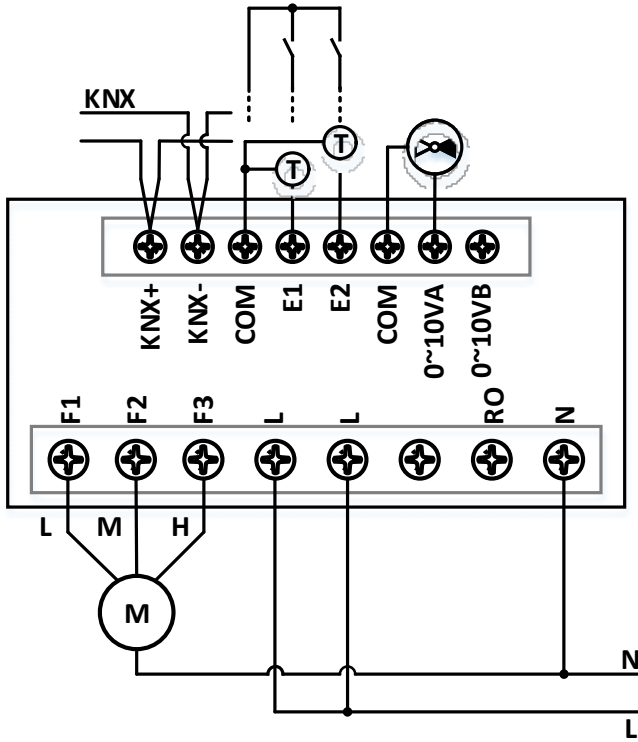 KNX
T
T
KNX+
KNX-
COM
E1
E2
COM
0~10VA
0~10VB
F1
F2
F3
L
L
RO
N
L
M
H
M
N
L